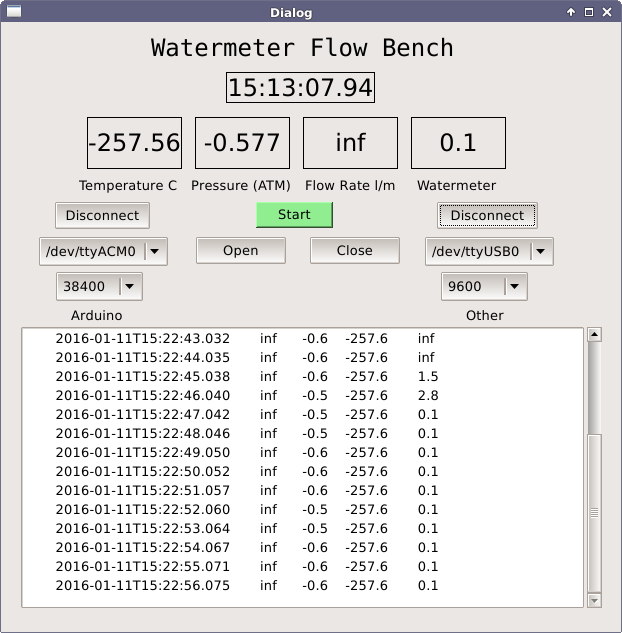 Dialog
Watermeter Flow Bench
15:13:07.94
-257.56 -0.577 inf 0.1
Temperature C Pressure (ATM) Flow Rate l/m Watermeter
Disconnect Start Disconnect
/dev/ttyACM0 Open Close /dev/ttyUSB0
38400 9600
Arduino Other
2016-01-11T15:22:43.032 inf -0.6 -257.6 inf
2016-01-11T15:22:44.035 inf -0.6 -257.6 inf
2016-01-11T15:22:45.038 inf -0.6 -257.6 1.5
2016-01-11T15:22:46.040 inf -0.5 -257.6 2.8
2016-01-11T15:22:47.042 inf -0.5 -257.6 0.1
2016-01-11T15:22:48.046 inf -0.5 -257.6 0.1
2016-01-11T15:22:49.050 inf -0.6 -257.6 0.1
2016-01-11T15:22:50.052 inf -0.6 -257.6 0.1
2016-01-11T15:22:51.057 inf -0.5 -257.6 0.1
2016-01-11T15:22:52.060 inf -0.5 -257.6 0.1
2016-01-11T15:22:53.064 inf -0.5 -257.6 0.1
2016-01-11T15:22:54.067 inf -0.6 -257.6 0.1
2016-01-11T15:22:55.071 inf -0.6 -257.6 0.1
2016-01-11T15:22:56.075 inf -0.6 -257.6 0.1